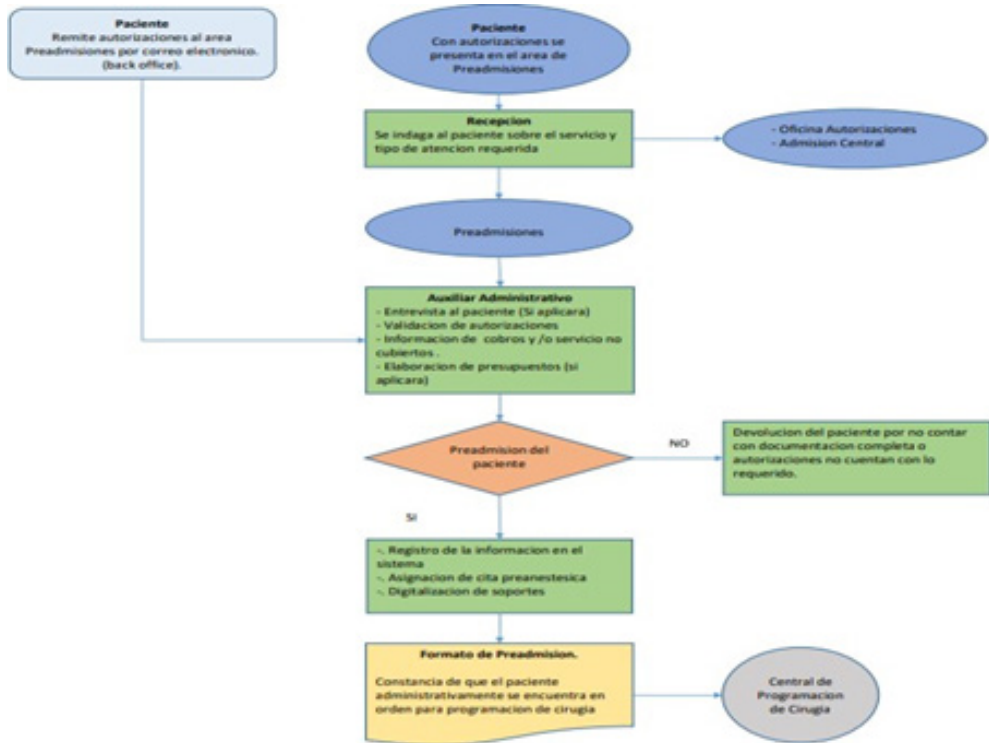 Paciente
Remite autorizaciones al area
Preadmisiones por correo electronico.
(back office).
Paciente
Con autorizaciones se
presenta en el area de
Preadmisiones
Recepcion
Se indaga al paciente sobre el servicio y
tipo de atencion requerida
- Oficina Autorizaciones
- Admision Central
Preadmisiones
Auxiliar Administrativo
- Entrevista al paciente (Si aplicara)
- Validacion de autorizaciones
- Informacion de cobros y /o servicio no
cubiertos .
- Elaboracion de presupuestos (si
aplicara)
Preadmision del
paciente
NO
Devolucion del paciente por no contar
con documentacion completa o
autorizaciones no cuentan con lo
requerido.
SI
-. Registro de la informacion en el
sistema
-. Asignacion de cita preanestesica
-. Digitalizacion de soportes
Formato de Preadmision.
Constancia de que el paciente
administrativamente se encuentra en
orden para programacion de cirugia
Central de
Programacion
de Cirugia